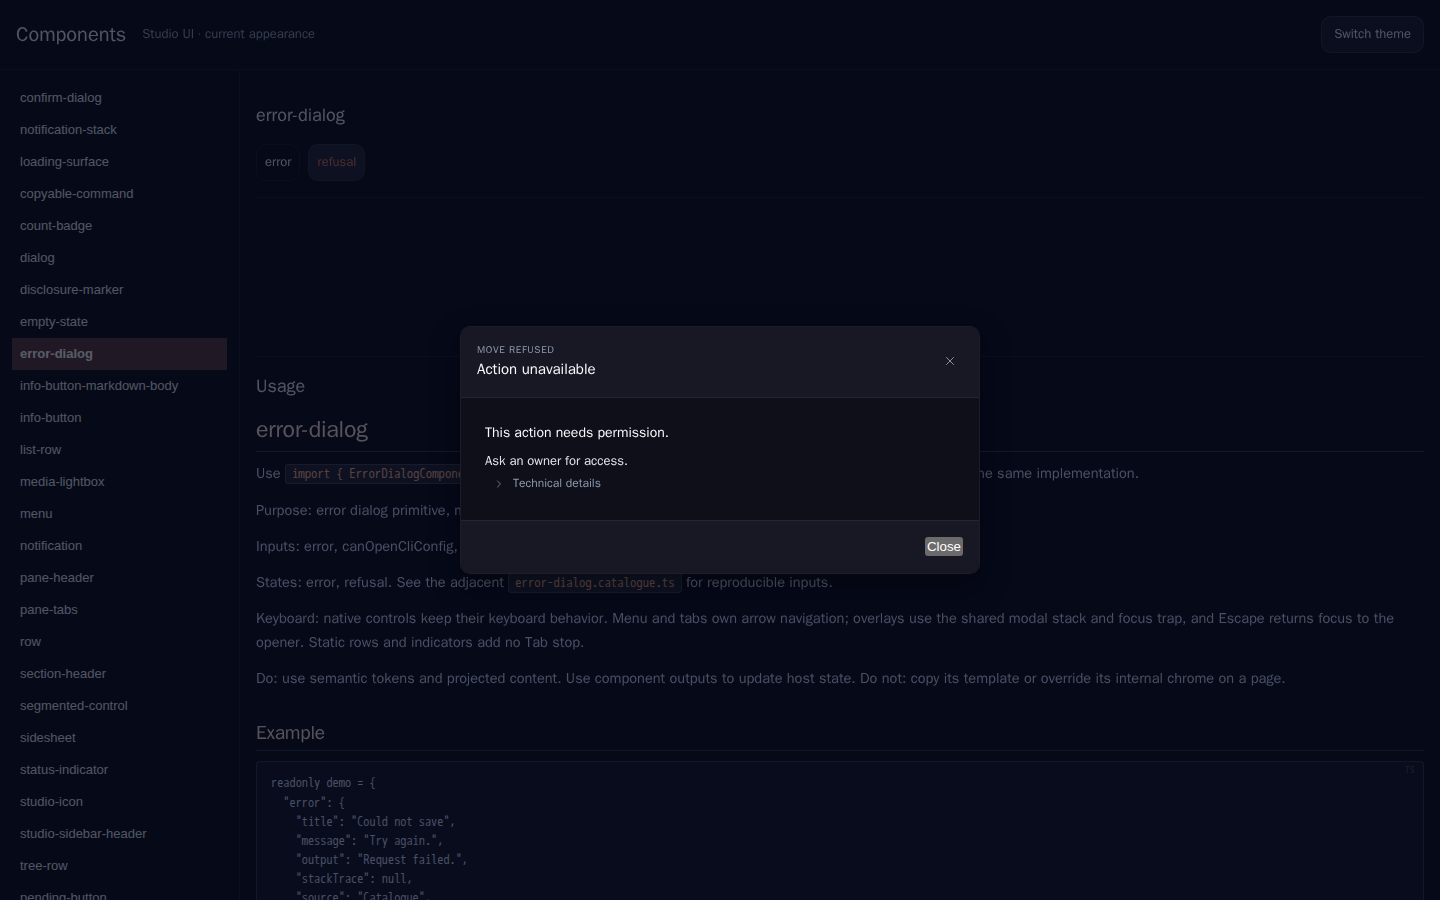 Components
Studio UI · current appearance
Switch theme
confirm-dialog
notification-stack
loading-surface
copyable-command
count-badge
dialog
disclosure-marker
empty-state
error-dialog
info-button-markdown-body
info-button
list-row
media-lightbox
menu
notification
pane-header
pane-tabs
row
section-header
segmented-control
sidesheet
status-indicator
studio-icon
studio-sidebar-header
tree-row
pending-button
error-dialog
error
refusal
MOVE REFUSED
Action unavailable
This action needs permission.
Ask an owner for access.
Technical details
Close
Usage
error-dialog
Use import { ErrorDialogCompone
he same implementation.
Purpose: error dialog primitive,
Inputs: error, canOpenCliConfig,
States: error, refusal. See the adjacent error-dialog.catalogue.ts for reproducible inputs.
Keyboard: native controls keep their keyboard behavior. Menu and tabs own arrow navigation; overlays use the shared modal stack and focus trap, and Escape returns focus to the
opener. Static rows and indicators add no Tab stop.
Do: use semantic tokens and projected content. Use component outputs to update host state. Do not: copy its template or override its internal chrome on a page.
Example
TS
readonly demo = {
"error": {
"title": "Could not save",
"message": "Try again.",
"output": "Request failed.",
"stackTrace": null,
"source": "Catalogue",